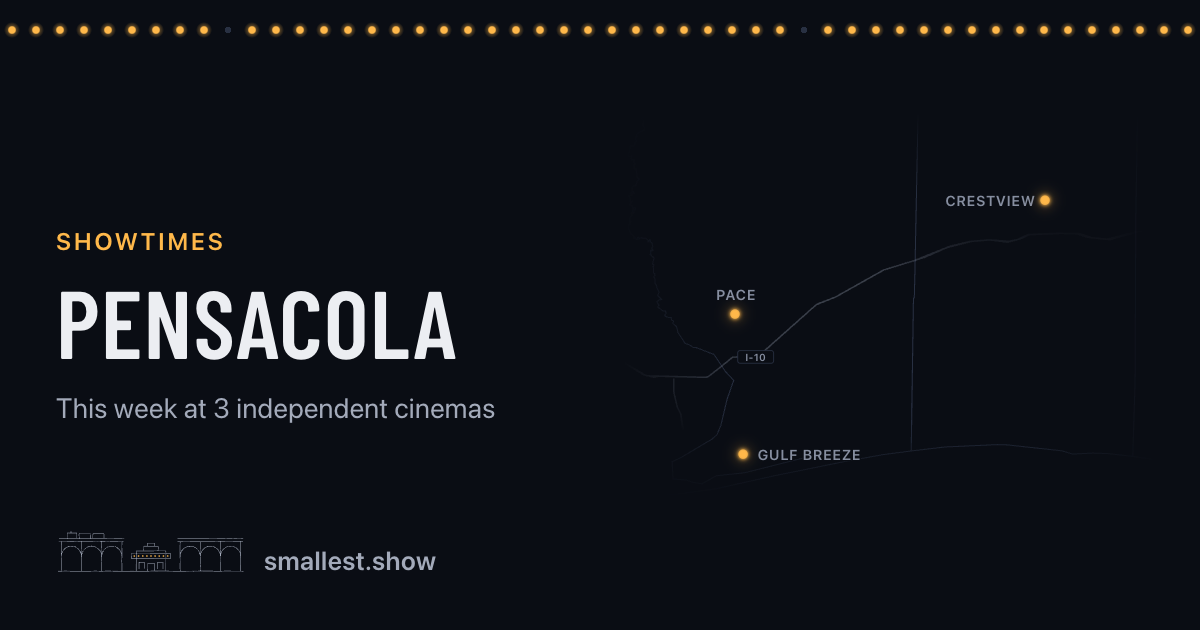 SHOWTIMES
PENSACOLA
This week at 3 independent cinemas
smallest.show
CRESTVIEW
PACE
I-10
GULF BREEZE